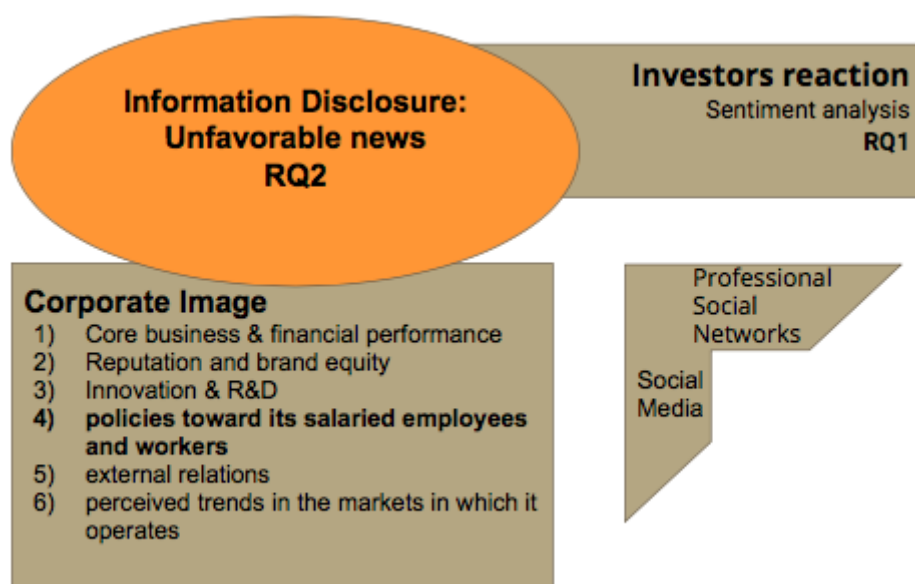 Information Disclosure:
Unfavorable news
RQ2
Investors reaction
Sentiment analysis
RQ1
Corporate Image
1) Core business & financial performance
2) Reputation and brand equity
3) Innovation & R&D
4) policies toward its salaried employees
and workers
5) external relations
6) perceived trends in the markets in which it
operates
Professional
Social
Networks
Social
Media